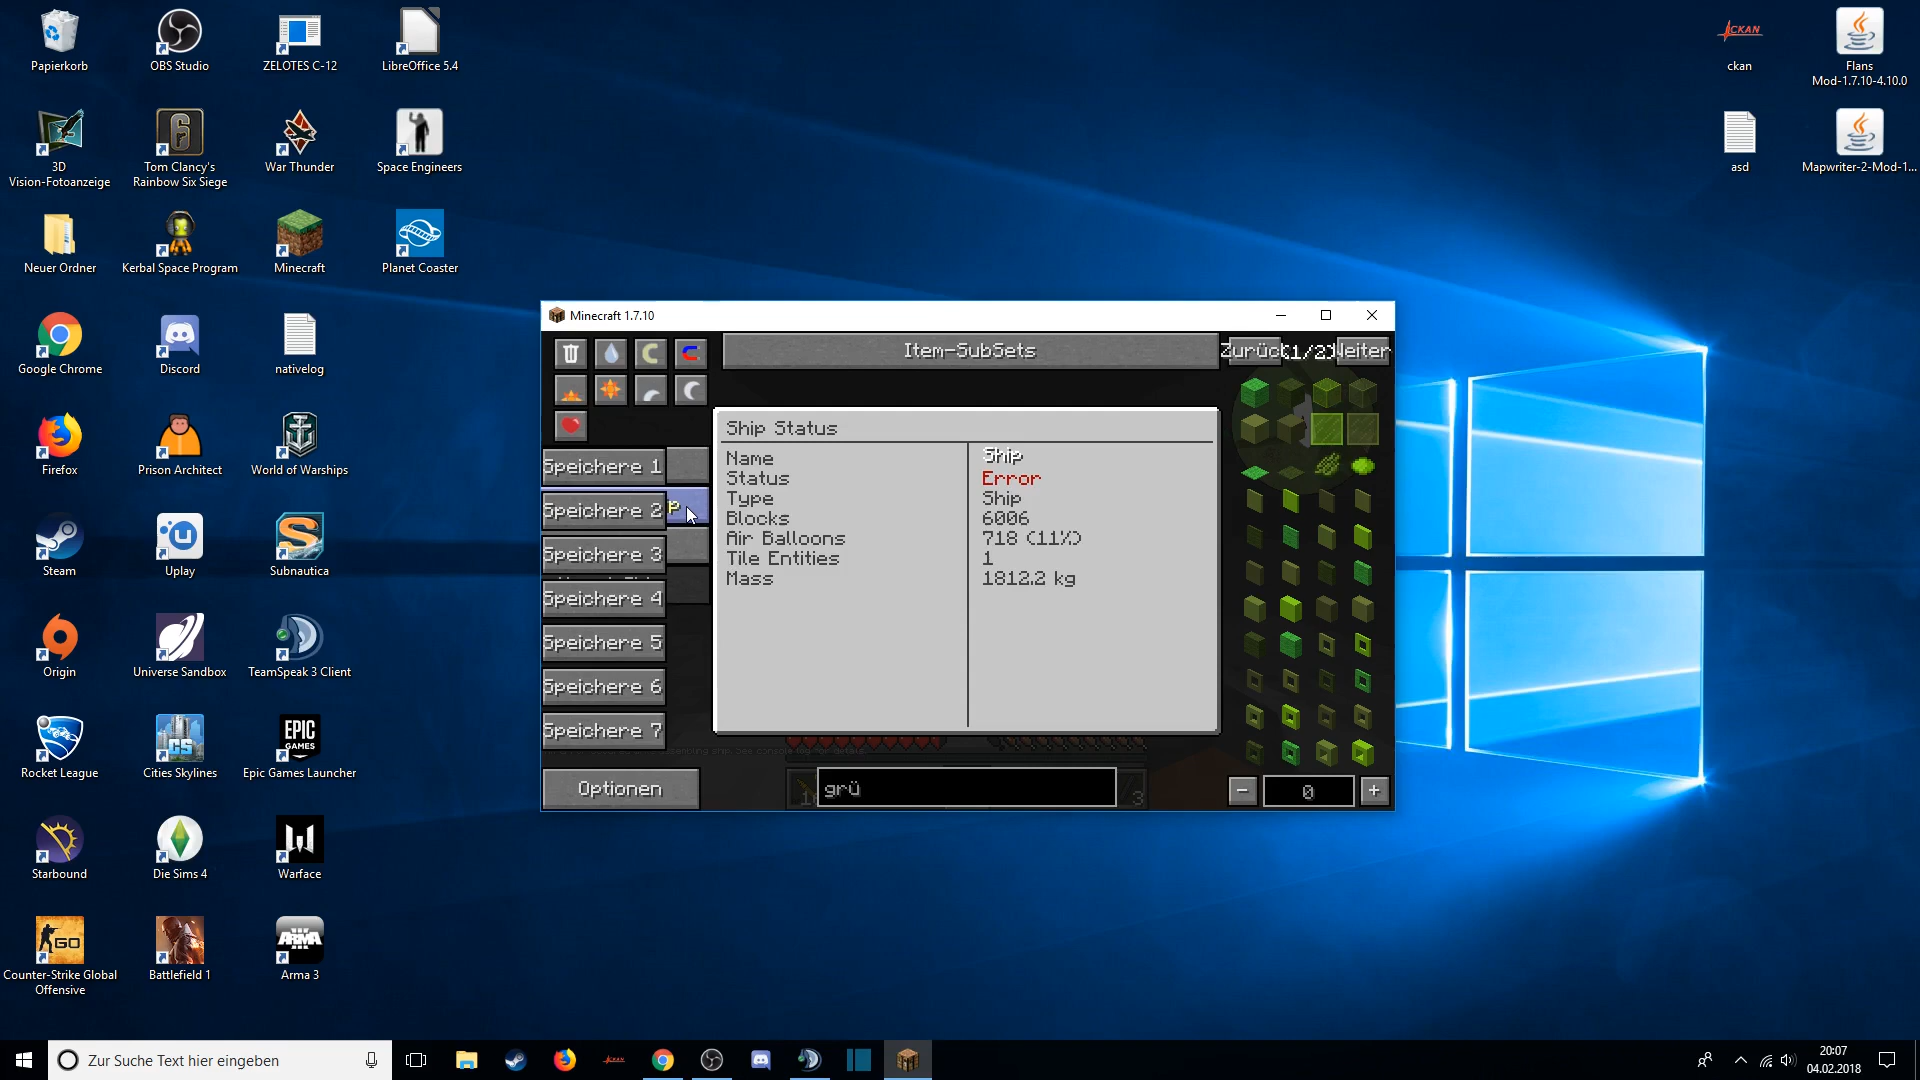 Papierkorb
OBS Studio
ZELOTES C-12
LibreOffice 5.4
CKAN
ckan
Flans
Mod-1.7.10-4.10.0
3D
Vision-Fotoanzeige
Tom Clancy's
Rainbow Six Siege
War Thunder
Space Engineers
asd
Mapwriter-2-Mod-1...
Neuer Ordner
Kerbal Space Program
Minecraft
Planet Coaster
Google Chrome
Discord
nativelog
Firefox
Prison Architect
World of Warships
Steam
Uplay
Subnautica
Origin
Universe Sandbox
TeamSpeak 3 Client
Rocket League
Cities Skylines
EPIC
GAMES
Epic Games Launcher
Starbound
Die Sims 4
Warface
Counter-Strike Global
Offensive
Battlefield 1
Arma 3
Minecraft 1.7.10
Item-SubSets
Zurück
(1/2)
Weiter
Speichere 1
Speichere 2
P
Speichere 3
Speichere 4
Speichere 5
Speichere 6
Speichere 7
Optionen
Ship Status
Name Ship
Status Error
Type Ship
Blocks 6006
Air Balloons 718 (11%)
Tile Entities 1
Mass 1812.2 kg
grü
- 0 +
Zur Suche Text hier eingeben
20:07
04.02.2018